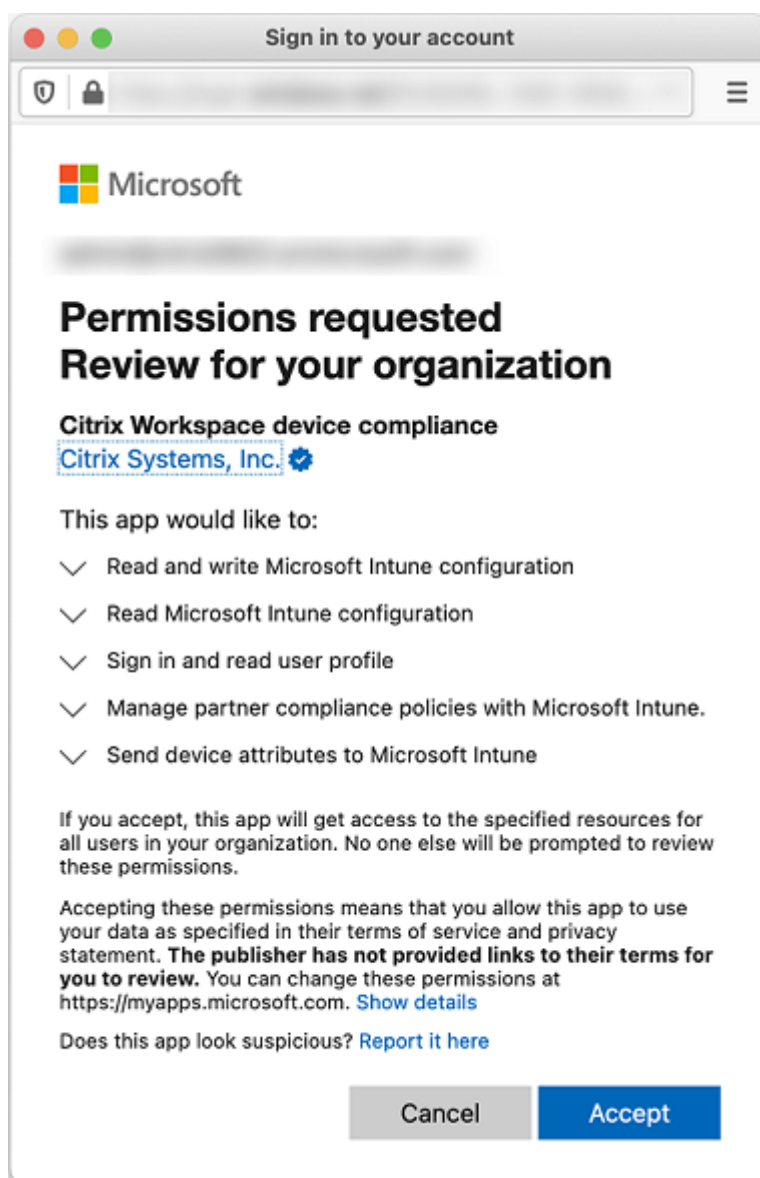 Sign in to your account
Microsoft
Permissions requested
Review for your organization
Citrix Workspace device compliance
Citrix Systems, Inc.
This app would like to:
Read and write Microsoft Intune configuration
Read Microsoft Intune configuration
Sign in and read user profile
Manage partner compliance policies with Microsoft Intune.
Send device attributes to Microsoft Intune
If you accept, this app will get access to the specified resources for
all users in your organization. No one else will be prompted to review
these permissions.
Accepting these permissions means that you allow this app to use
your data as specified in their terms of service and privacy
statement. The publisher has not provided links to their terms for
you to review. You can change these permissions at
https://myapps.microsoft.com. Show details
Does this app look suspicious? Report it here
Cancel Accept